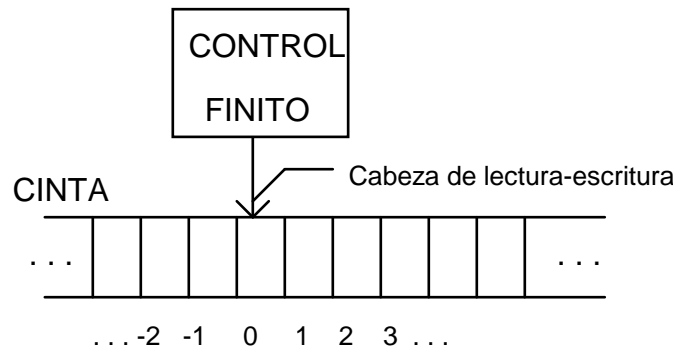 CONTROL
FINITO
Cabeza de lectura-escritura
CINTA
. . . . . .
. . . -2 -1 0 1 2 3 . . .